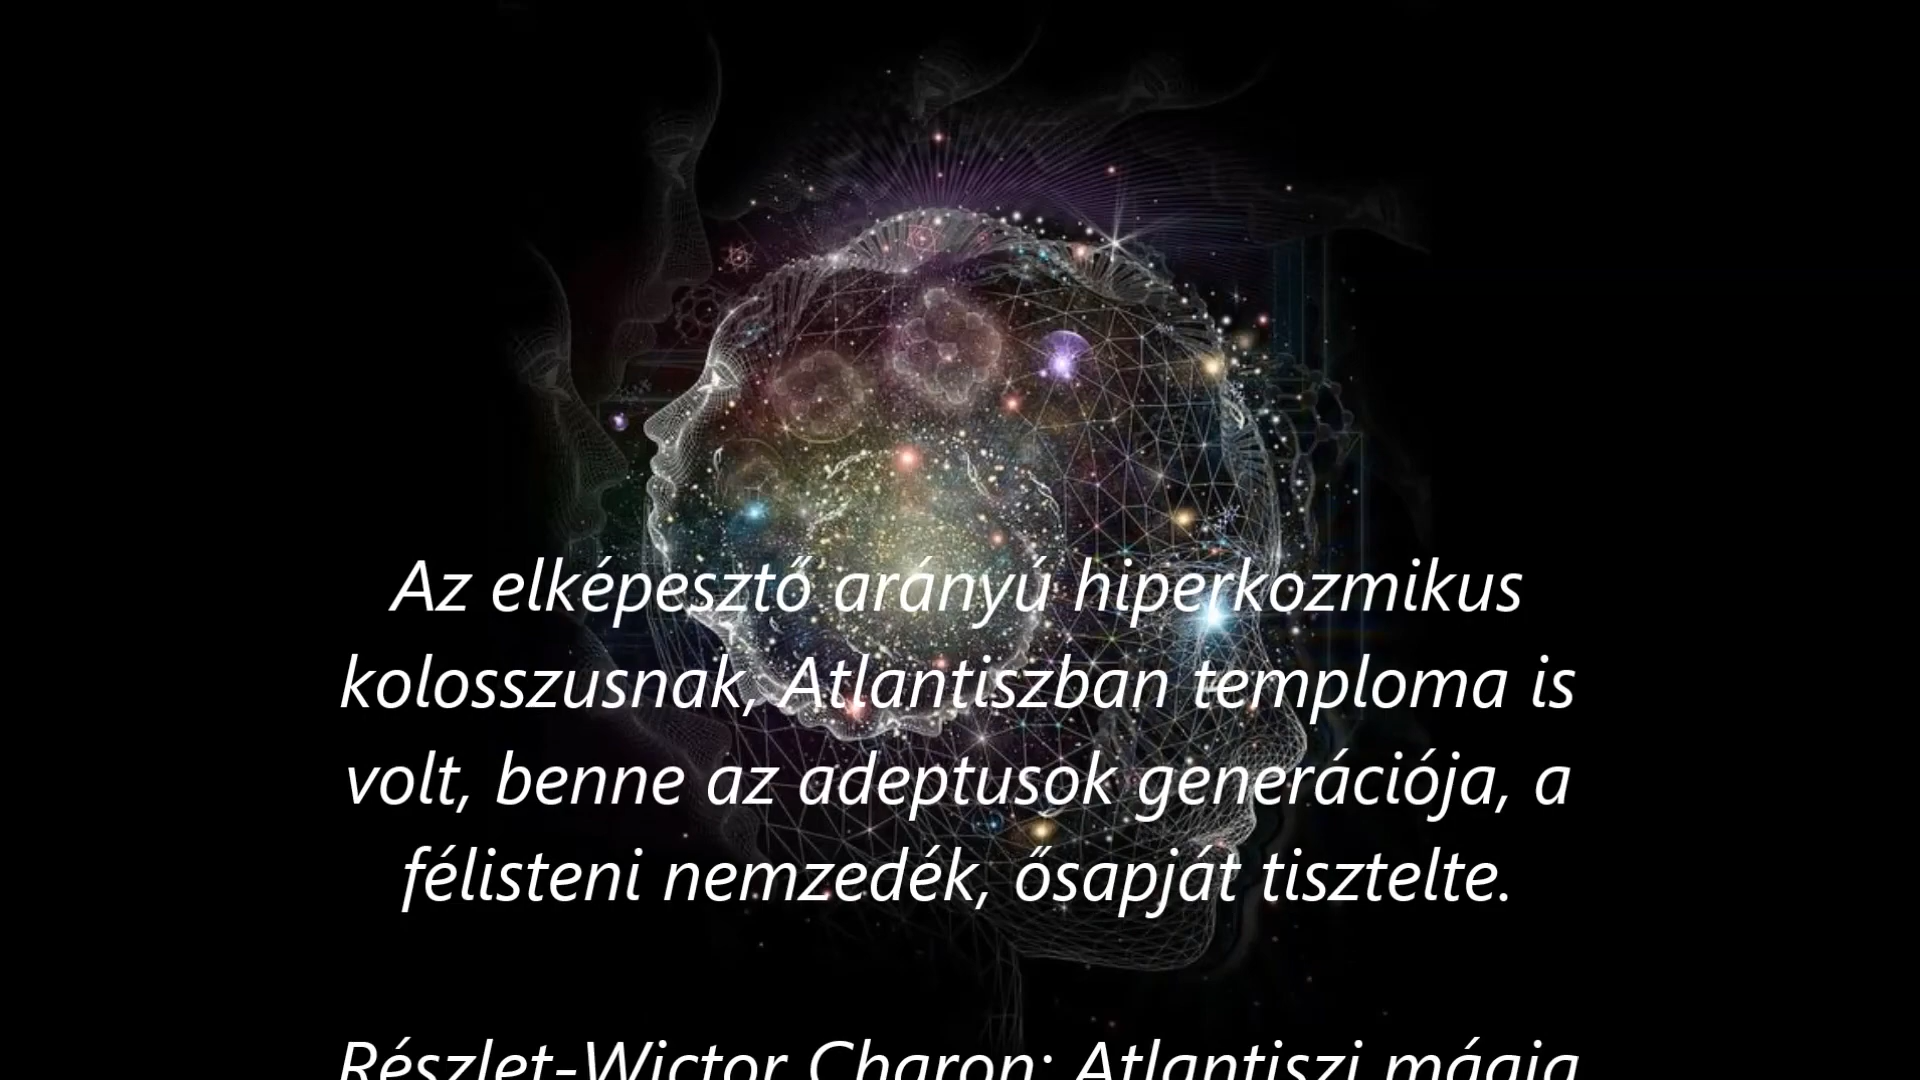 Az elképesztő arányú hiperkozmikus
kolosszusnak, Atlantiszban temploma is
volt, benne az adeptusok generációja, a
félisteni nemzedék, ősapját tisztelte.
Részlet-Wictor Charon: Atlantiszi mágia